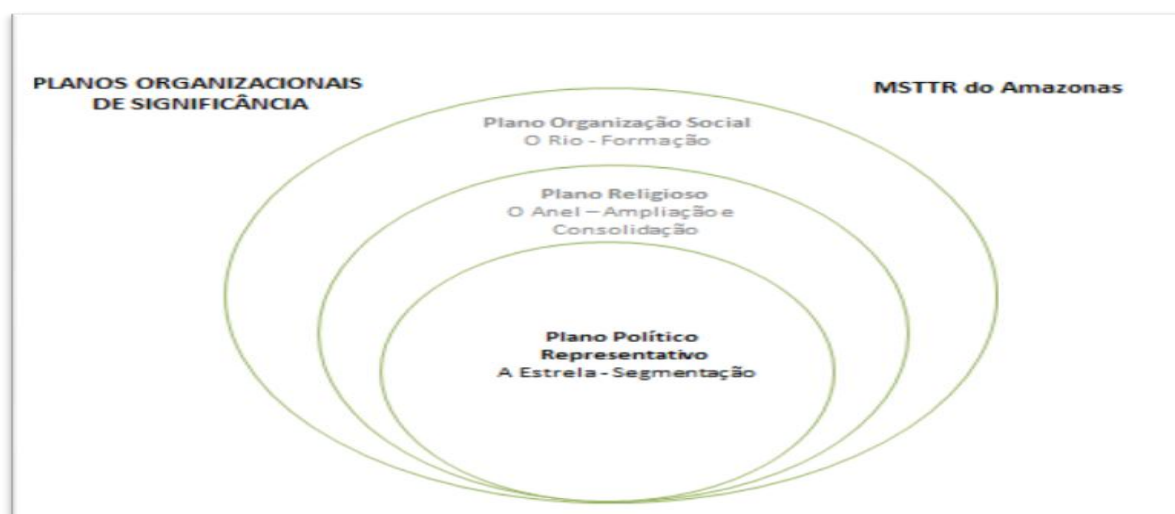 PLANOS ORGANIZACIONAIS
DE SIGNIFICÂNCIA
MSTTR do Amazonas
Plano Organização Social
O Rio - Formação
Plano Religioso
O Anel – Ampliação e
Consolidação
Plano Político
Representativo
A Estrela - Segmentação